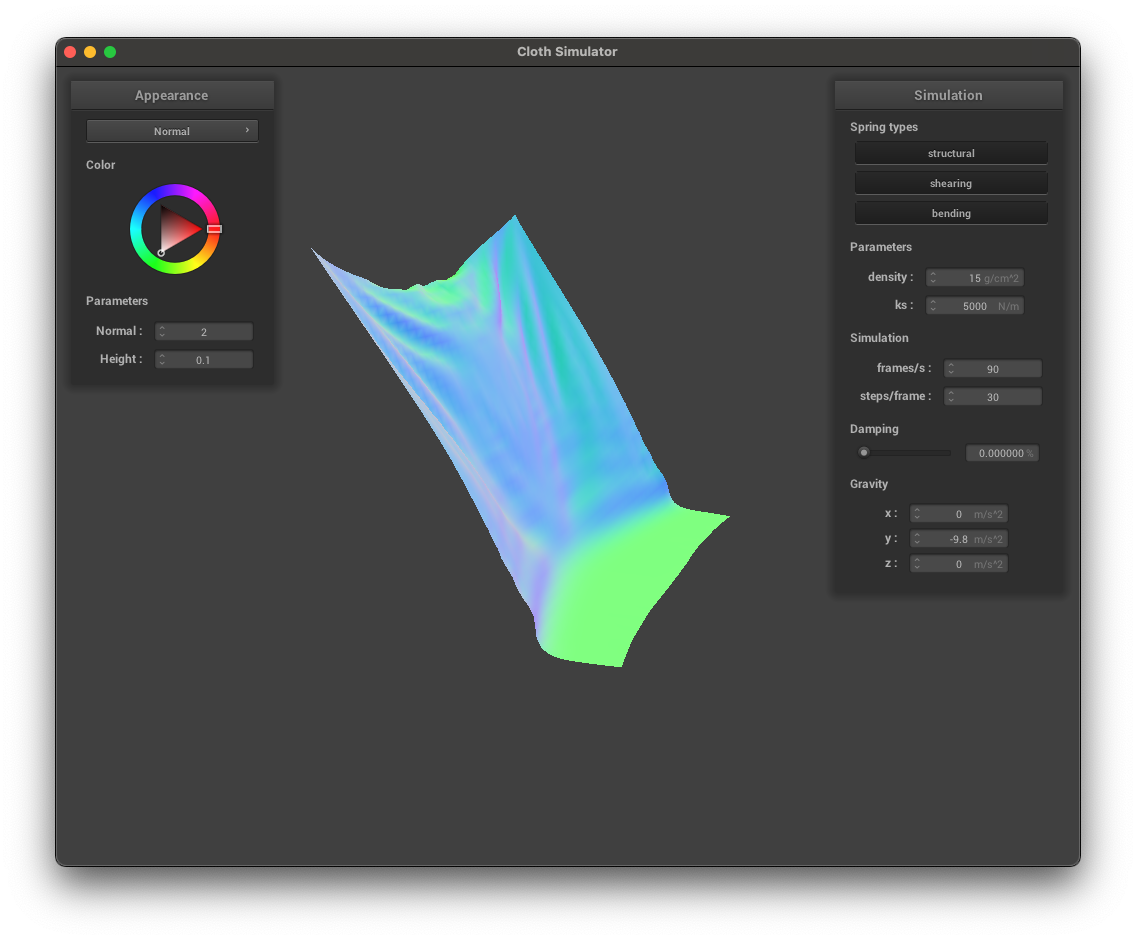 Cloth Simulator
Appearance
Normal ›
Color
Parameters
Normal : 2
Height : 0.1
Simulation
Spring types
structural
shearing
bending
Parameters
density : 15 g/cm^2
ks : 5000 N/m
Simulation
frames/s : 90
steps/frame : 30
Damping
0.000000 %
Gravity
x : 0 m/s^2
y : -9.8 m/s^2
z : 0 m/s^2